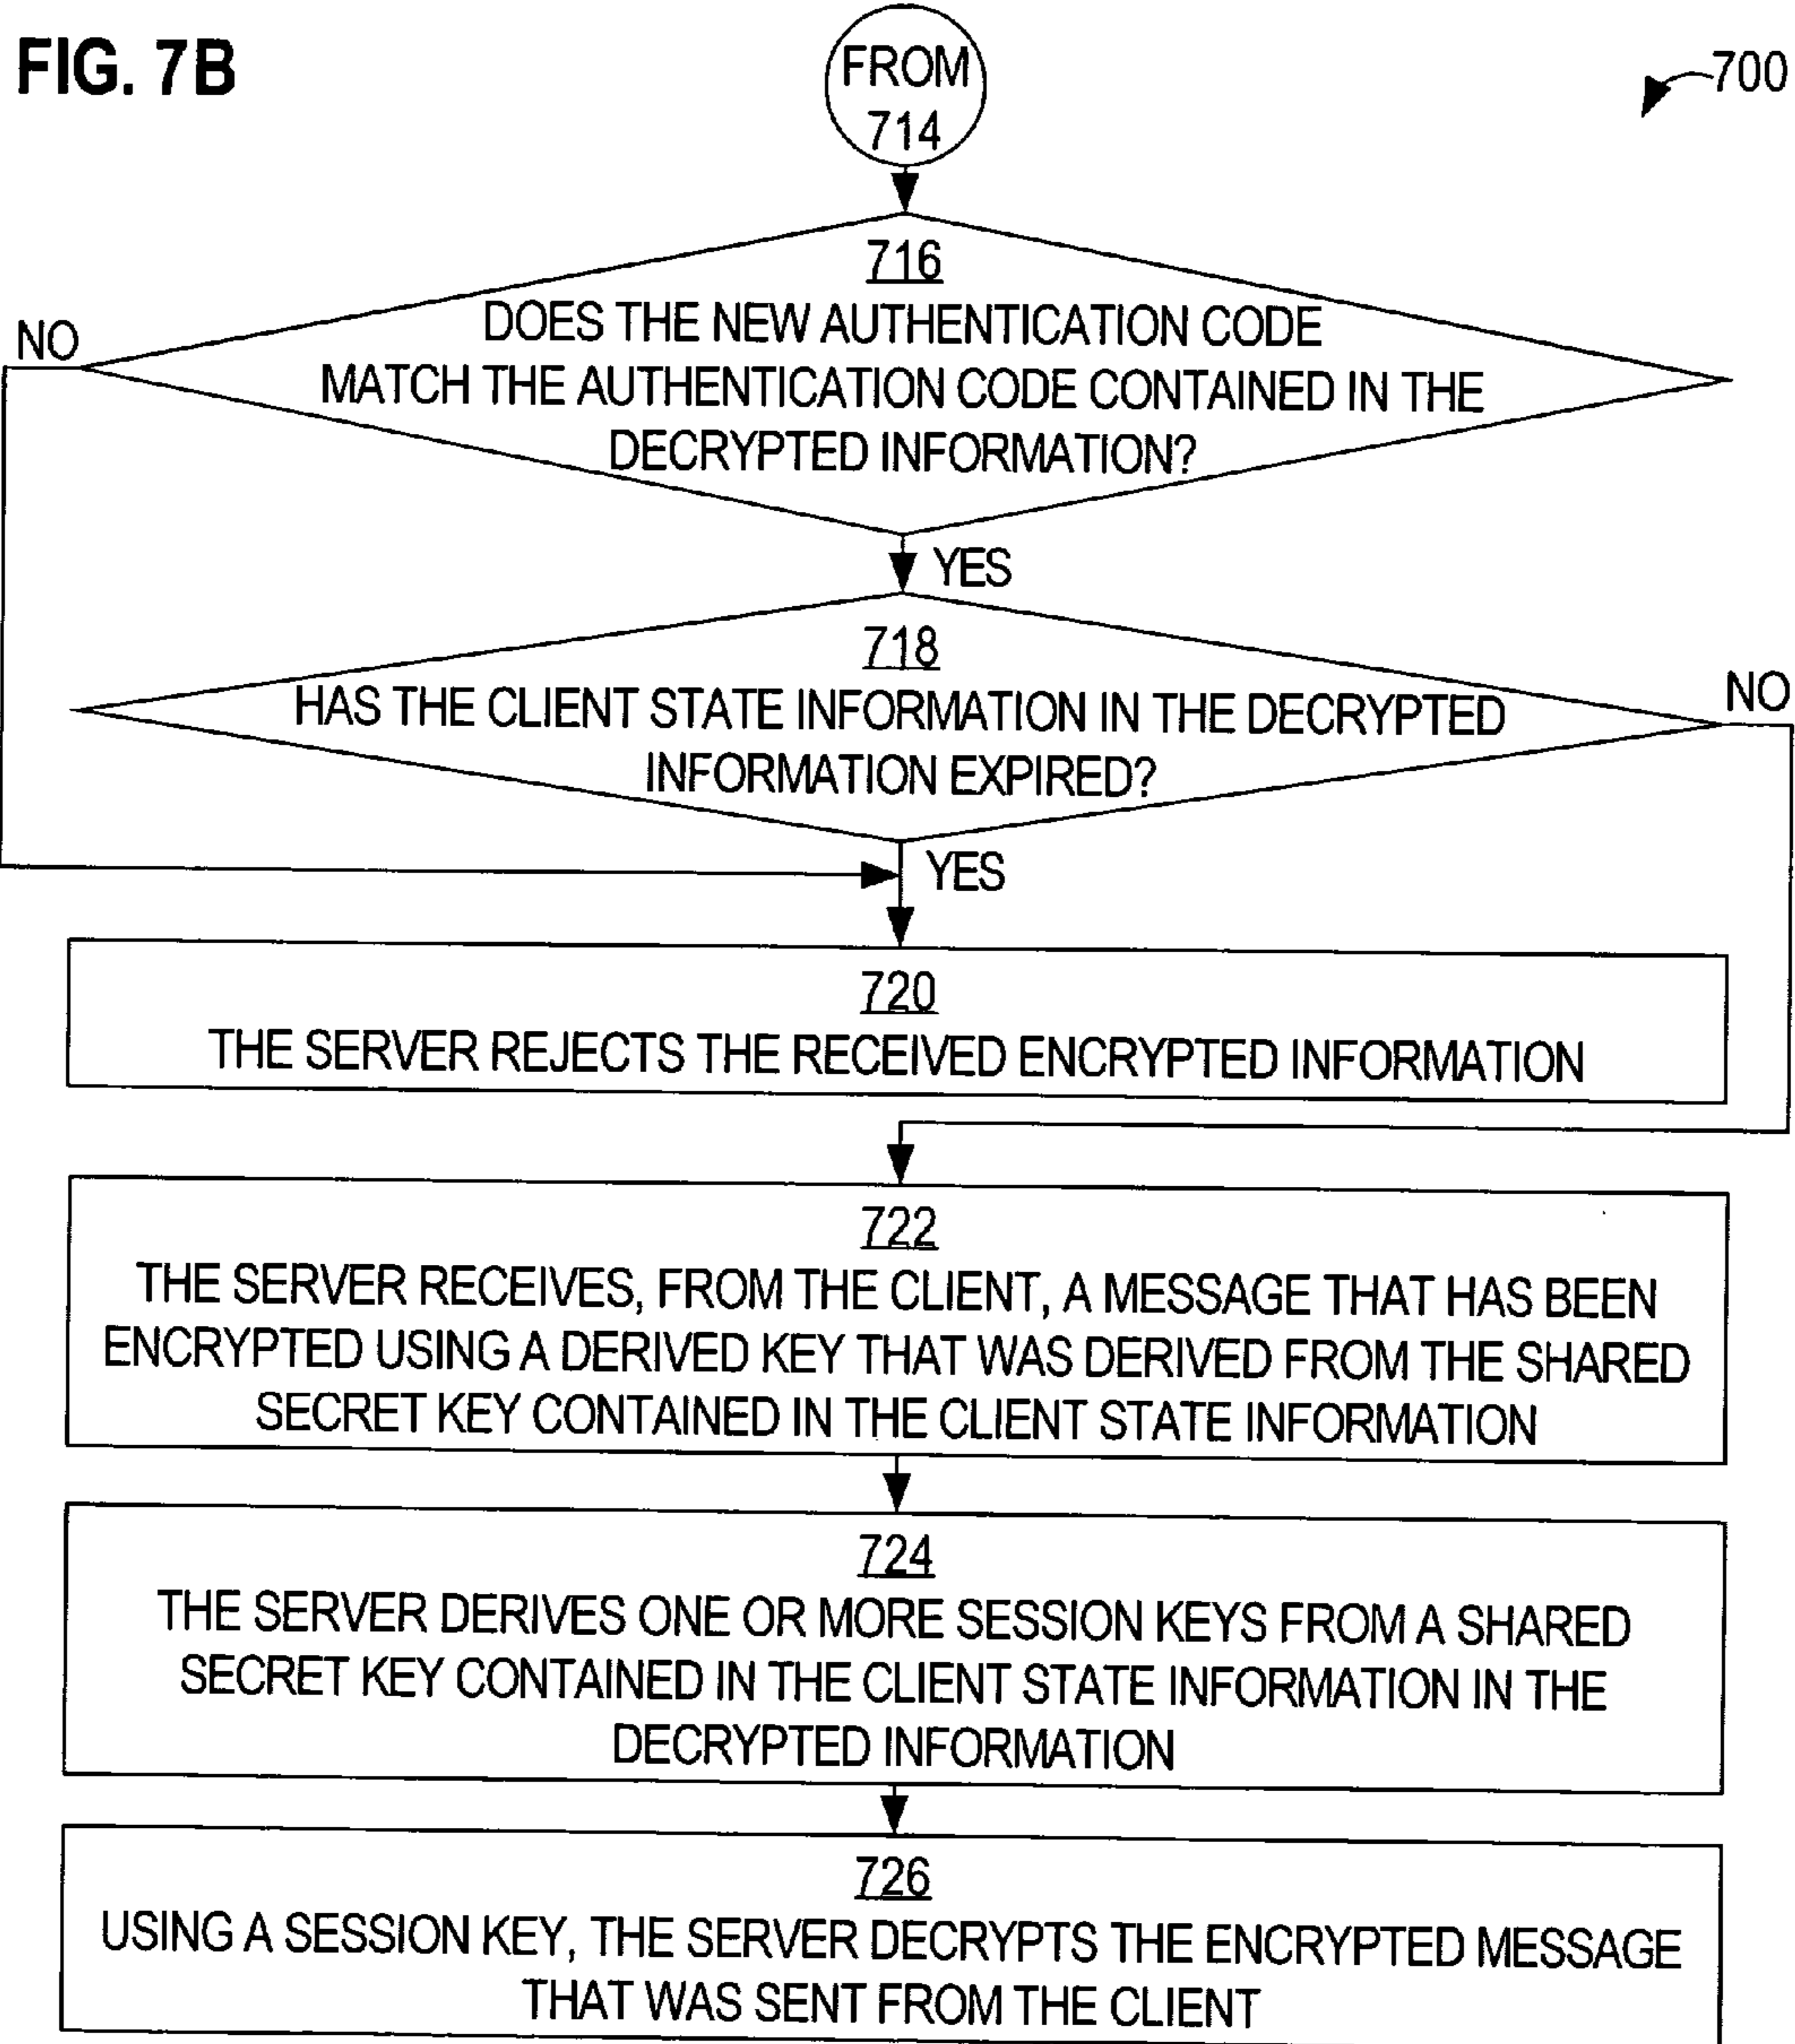 FIG. 7B
FROM
714
700
716
DOES THE NEW AUTHENTICATION CODE
MATCH THE AUTHENTICATION CODE CONTAINED IN THE
DECRYPTED INFORMATION?
NO
YES
718
HAS THE CLIENT STATE INFORMATION IN THE DECRYPTED
INFORMATION EXPIRED?
NO
YES
720
THE SERVER REJECTS THE RECEIVED ENCRYPTED INFORMATION
722
THE SERVER RECEIVES, FROM THE CLIENT, A MESSAGE THAT HAS BEEN
ENCRYPTED USING A DERIVED KEY THAT WAS DERIVED FROM THE SHARED
SECRET KEY CONTAINED IN THE CLIENT STATE INFORMATION
724
THE SERVER DERIVES ONE OR MORE SESSION KEYS FROM A SHARED
SECRET KEY CONTAINED IN THE CLIENT STATE INFORMATION IN THE
DECRYPTED INFORMATION
726
USING A SESSION KEY, THE SERVER DECRYPTS THE ENCRYPTED MESSAGE
THAT WAS SENT FROM THE CLIENT